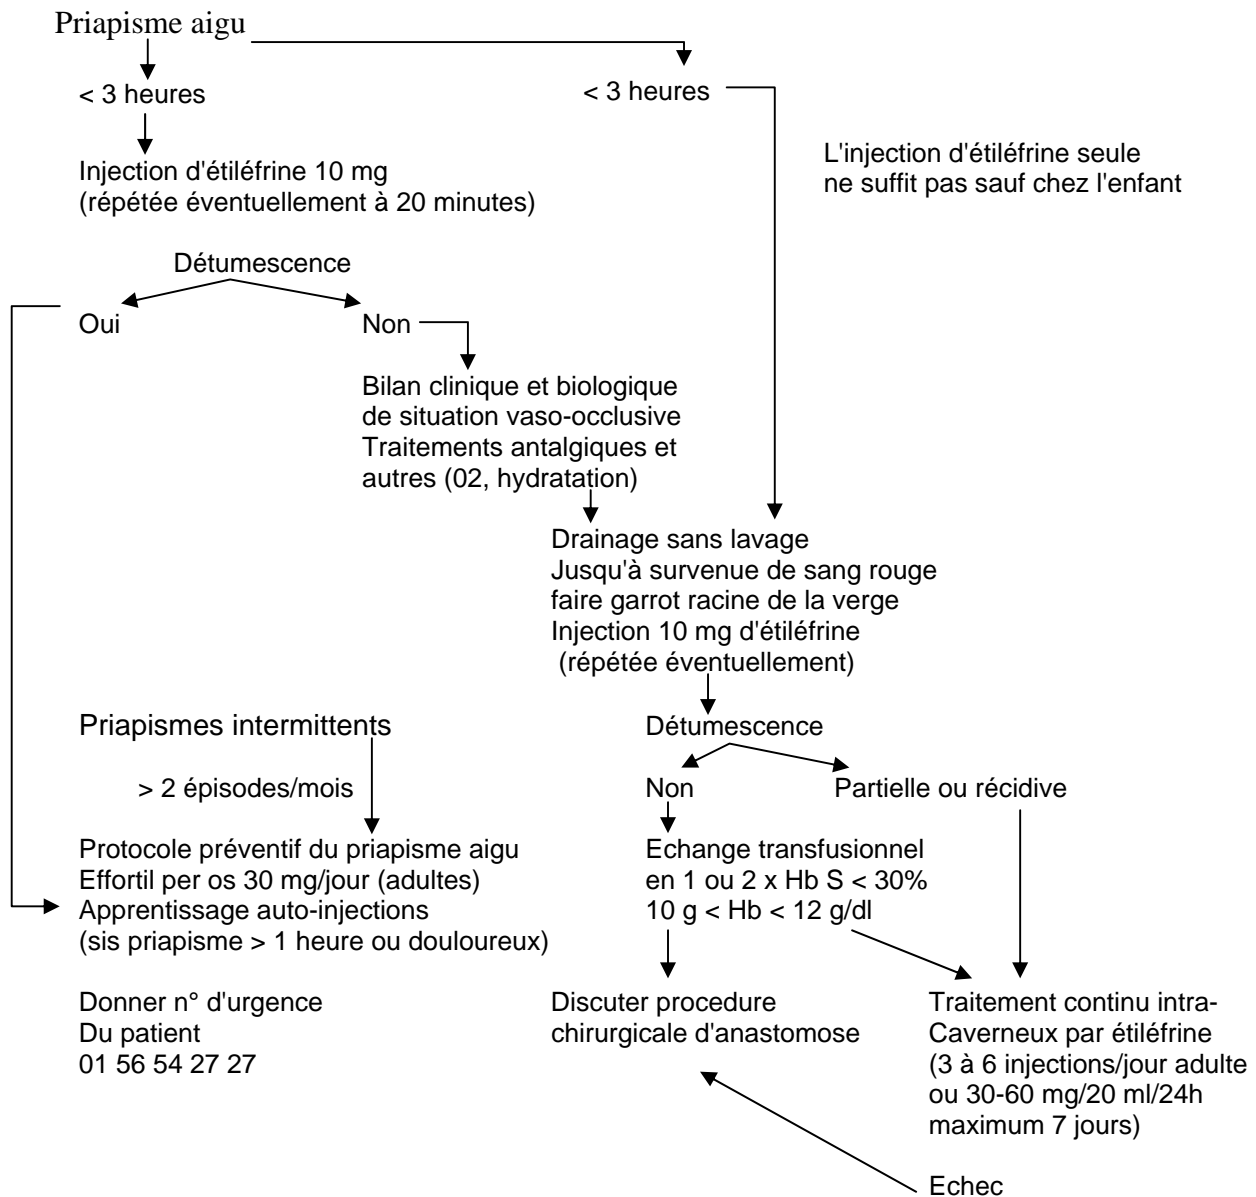 Priapisme aigu
< 3 heures
< 3 heures
Injection d'étiléfrine 10 mg
(répétée éventuellement à 20 minutes)
L'injection d'étiléfrine seule
ne suffit pas sauf chez l'enfant
Détumescence
Oui
Non
Bilan clinique et biologique
de situation vaso-occlusive
Traitements antalgiques et
autres (02, hydratation)
Drainage sans lavage
Jusqu'à survenue de sang rouge
faire garrot racine de la verge
Injection 10 mg d'étiléfrine
(répétée éventuellement)
Priapismes intermittents
> 2 épisodes/mois
Détumescence
Non
Partielle ou récidive
Protocole préventif du priapisme aigu
Effortil per os 30 mg/jour (adultes)
Apprentissage auto-injections
(sis priapisme > 1 heure ou douloureux)
Echange transfusionnel
en 1 ou 2 x Hb S < 30%
10 g < Hb < 12 g/dl
Donner n° d'urgence
Du patient
01 56 54 27 27
Discuter procedure
chirurgicale d'anastomose
Traitement continu intra-
Caverneux par étiléfrine
(3 à 6 injections/jour adulte
ou 30-60 mg/20 ml/24h
maximum 7 jours)
Echec